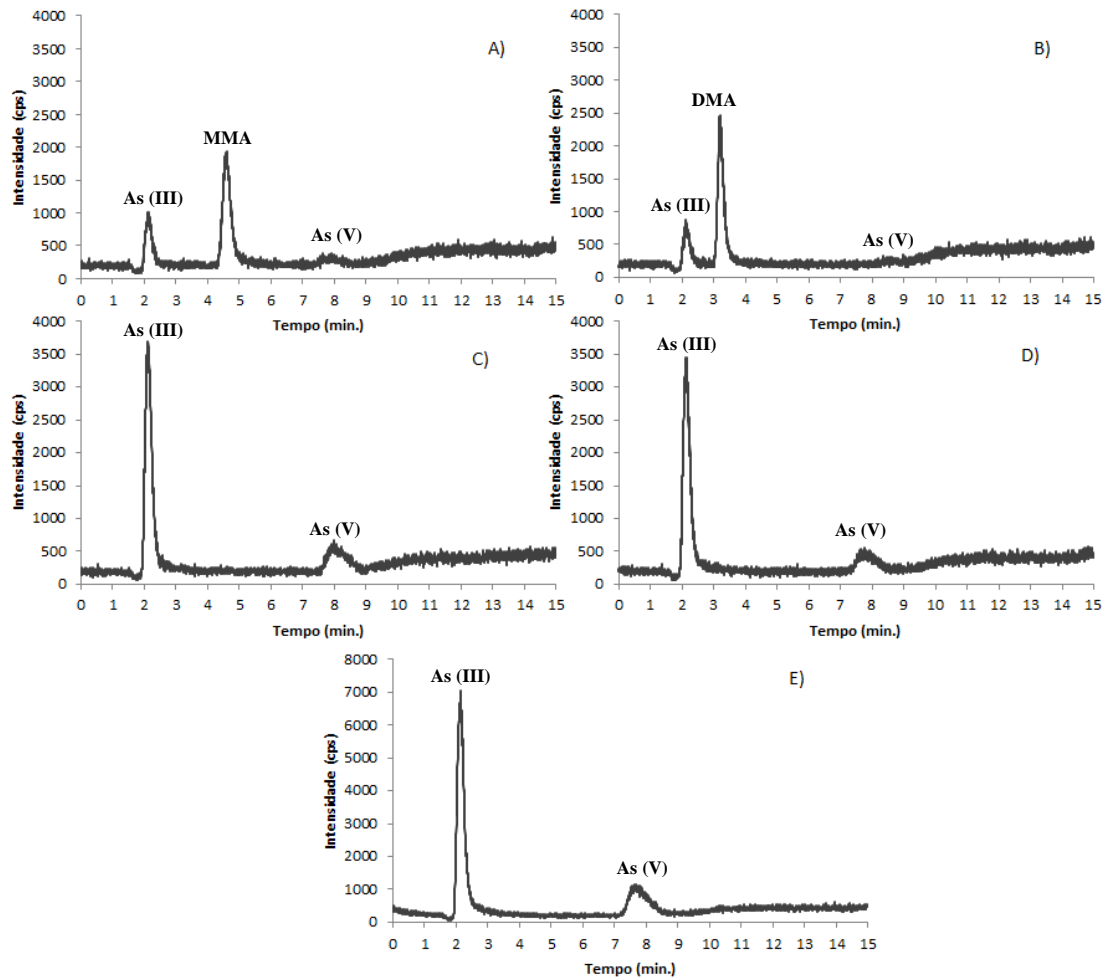 A)
Intensidade (cps)
4000
3500
3000
2500
2000
1500
1000
500
0
As (III)
MMA
As (V)
0 1 2 3 4 5 6 7 8 9 10 11 12 13 14 15
Tempo (min.)
B)
Intensidade (cps)
4000
3500
3000
2500
2000
1500
1000
500
0
As (III)
DMA
As (V)
0 1 2 3 4 5 6 7 8 9 10 11 12 13 14 15
Tempo (min.)
C)
Intensidade (cps)
4000
3500
3000
2500
2000
1500
1000
500
0
As (III)
As (V)
0 1 2 3 4 5 6 7 8 9 10 11 12 13 14 15
Tempo (min.)
D)
Intensidade (cps)
4000
3500
3000
2500
2000
1500
1000
500
0
As (III)
As (V)
0 1 2 3 4 5 6 7 8 9 10 11 12 13 14 15
Tempo (min.)
E)
Intensidade (cps)
8000
7000
6000
5000
4000
3000
2000
1000
0
As (III)
As (V)
0 1 2 3 4 5 6 7 8 9 10 11 12 13 14 15
Tempo (min.)